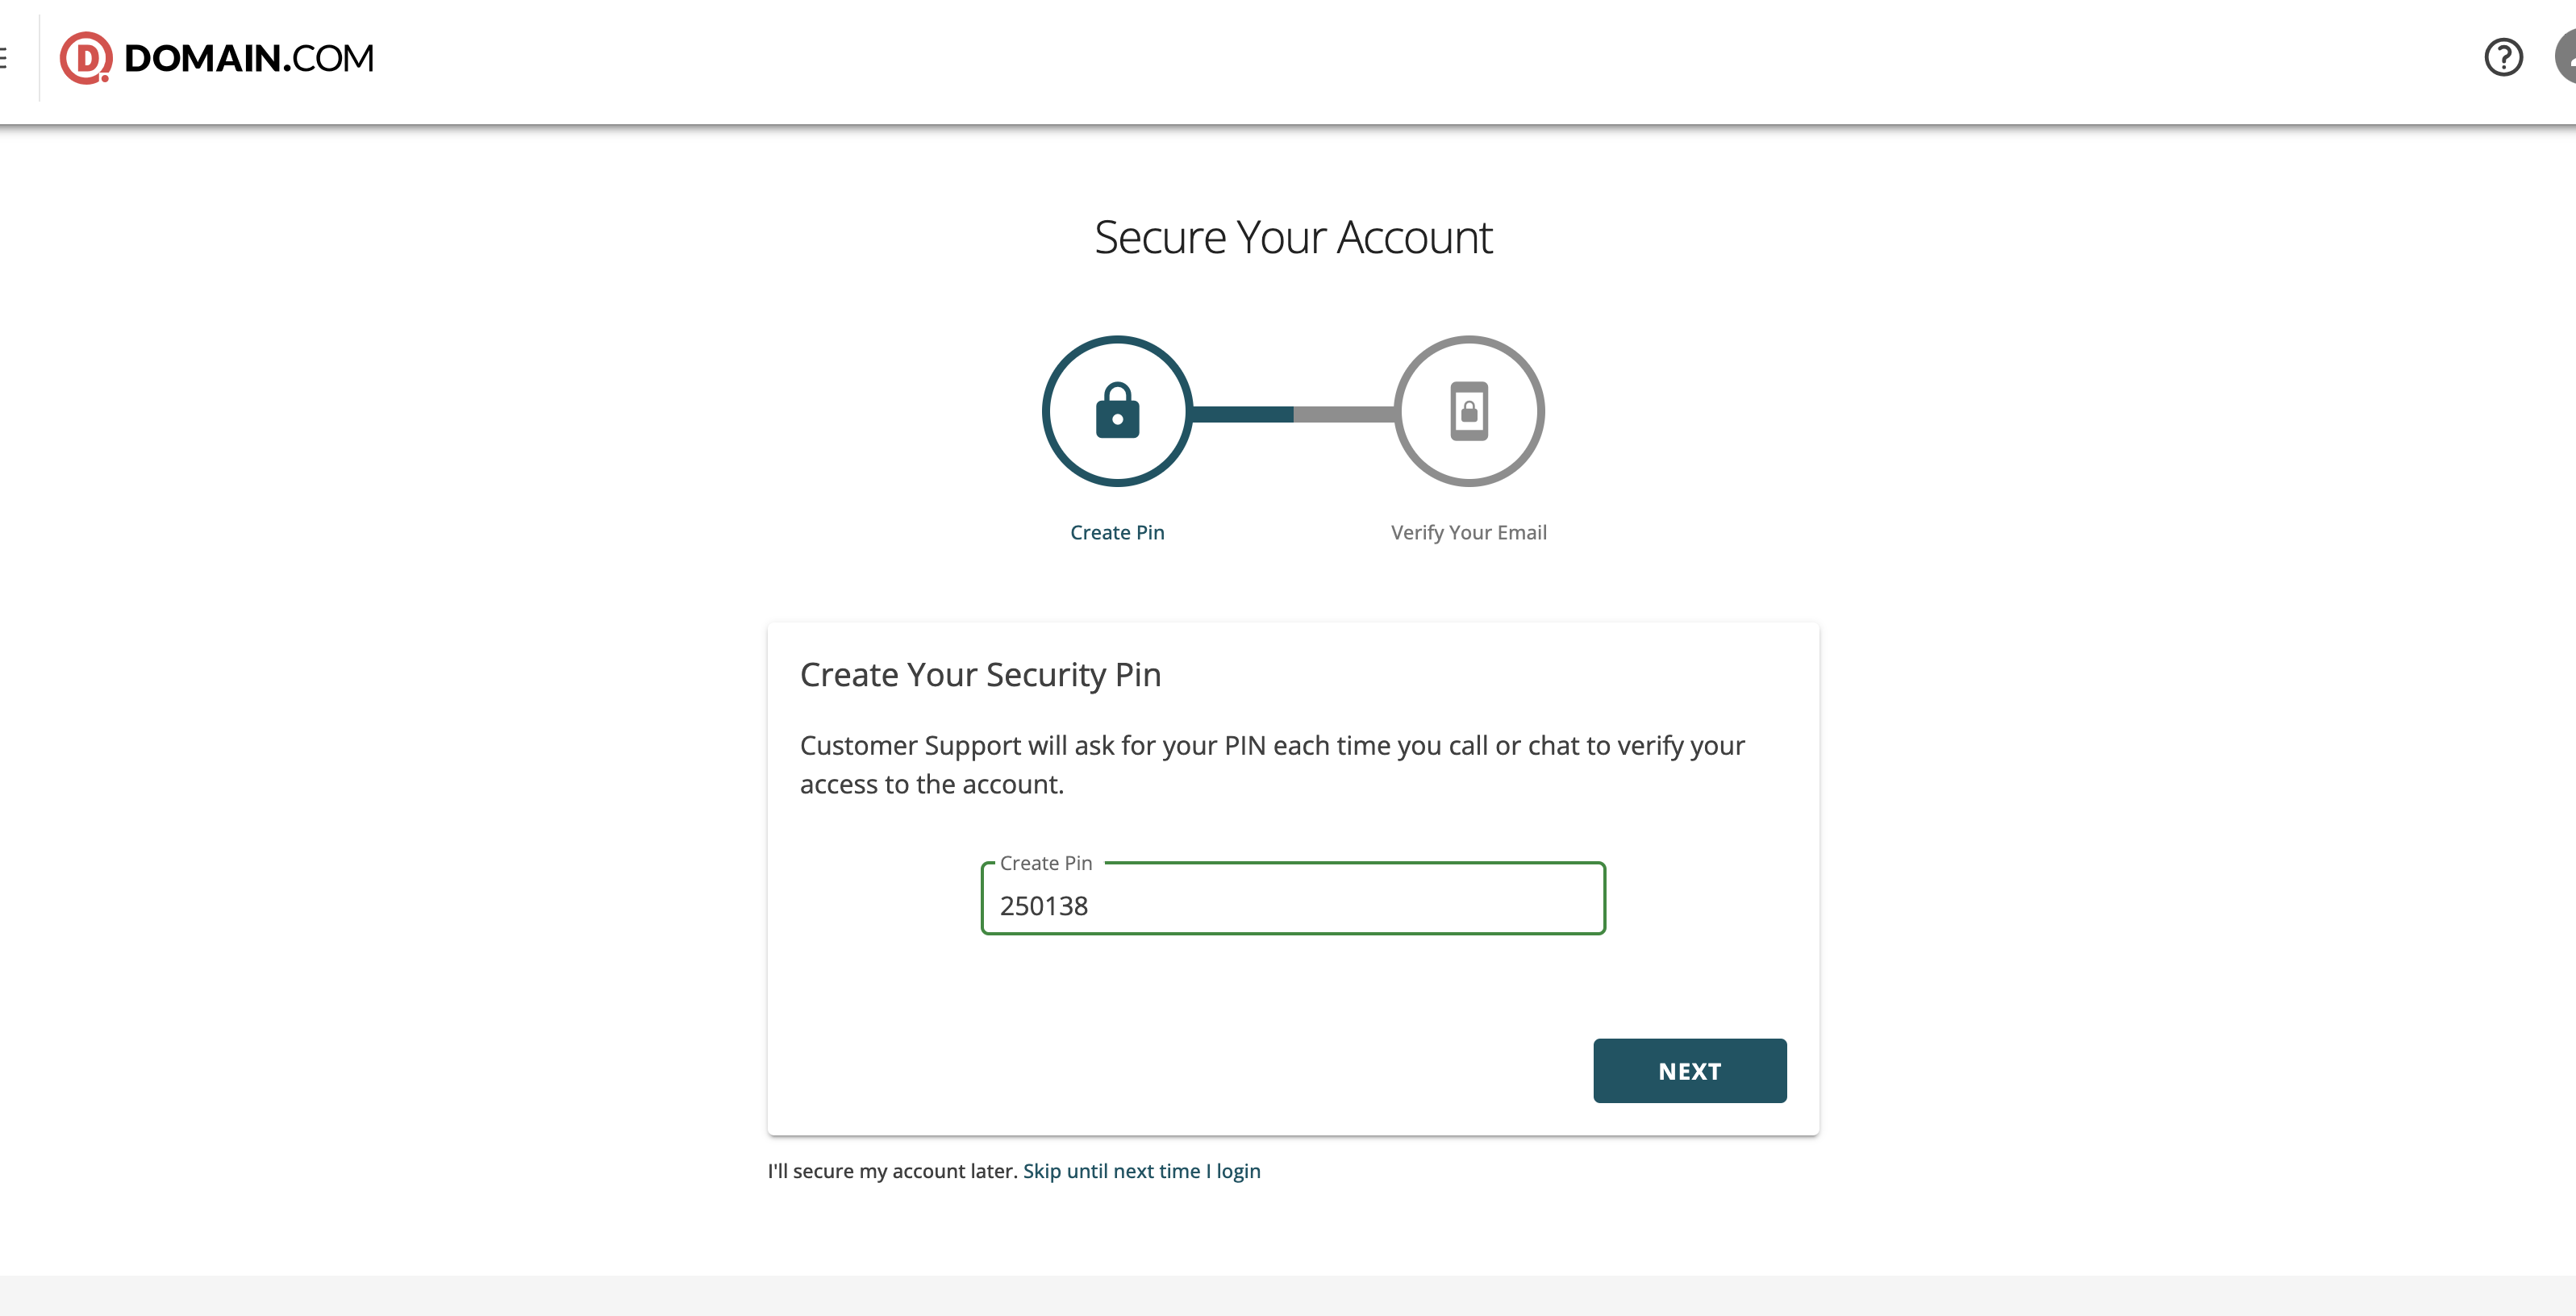 DOMAIN.COM
Secure Your Account
Create Pin
Verify Your Email
Create Your Security Pin
Customer Support will ask for your PIN each time you call or chat to verify your
access to the account.
Create Pin
250138
NEXT
I'll secure my account later. Skip until next time I login